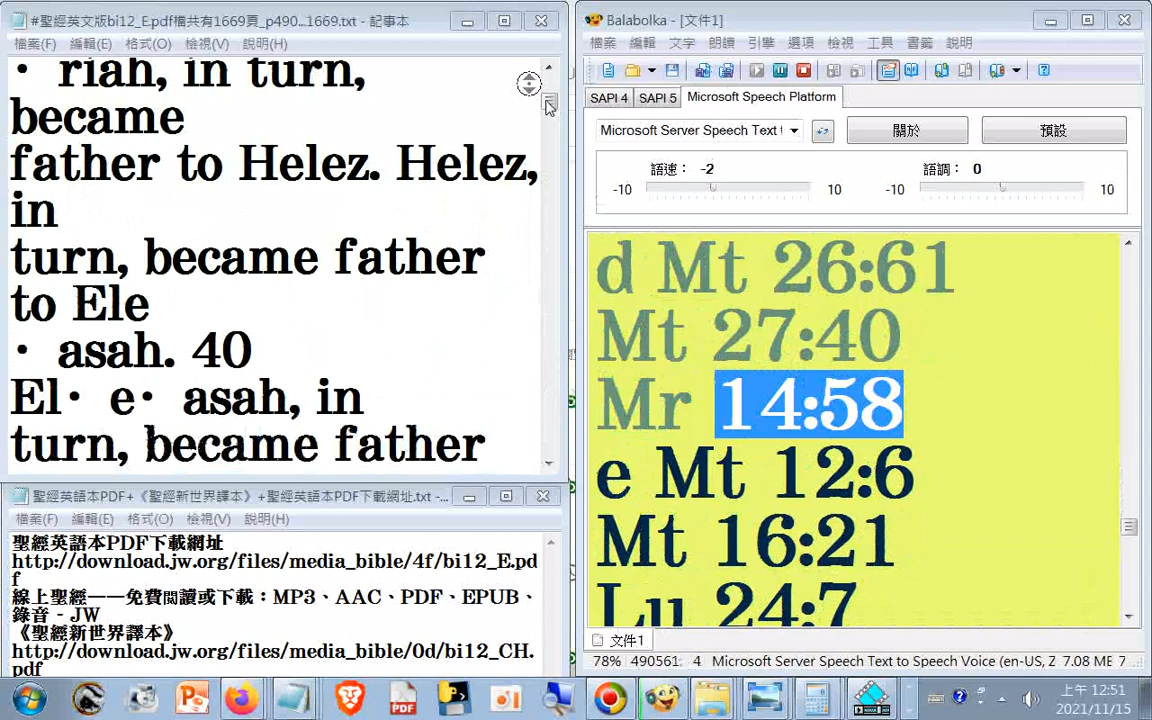 #聖經英文版bi12_E.pdf檔共有1669頁_p490...1669.txt - 記事本
檔案(F) 編輯(E) 格式(O) 檢視(V) 說明(H)
· riah, in turn,
became
father to Helez. Helez,
in
turn, became father
to Ele
· asah. 40
El· e· asah, in
turn, became father
聖經英語本PDF+《聖經新世界譯本》+聖經英語本PDF下載網址.txt -...
檔案(F) 編輯(E) 格式(O) 檢視(V) 說明(H)
聖經英語本PDF下載網址
http://download.jw.org/files/media_bible/4f/bi12_E.pd
f
線上聖經——免費閱讀或下載：MP3、AAC、PDF、EPUB、
錄音 - JW
《聖經新世界譯本》
http://download.jw.org/files/media_bible/0d/bi12_CH.
pdf
Balabolka - [文件1]
檔案 編輯 文字 朗讀 引擎 選項 檢視 工具 書籤 說明
SAPI 4 SAPI 5 Microsoft Speech Platform
Microsoft Server Speech Text t 關於 預設
語速： -2 語調： 0
-10 10 -10 10
d Mt 26:61
Mt 27:40
Mr 14:58
e Mt 12:6
Mt 16:21
Lu 24:7
文件1
78% 490561: 4 Microsoft Server Speech Text to Speech Voice (en-US, Z 7.08 ME 7
PDF
上午 12:51
2021/11/15